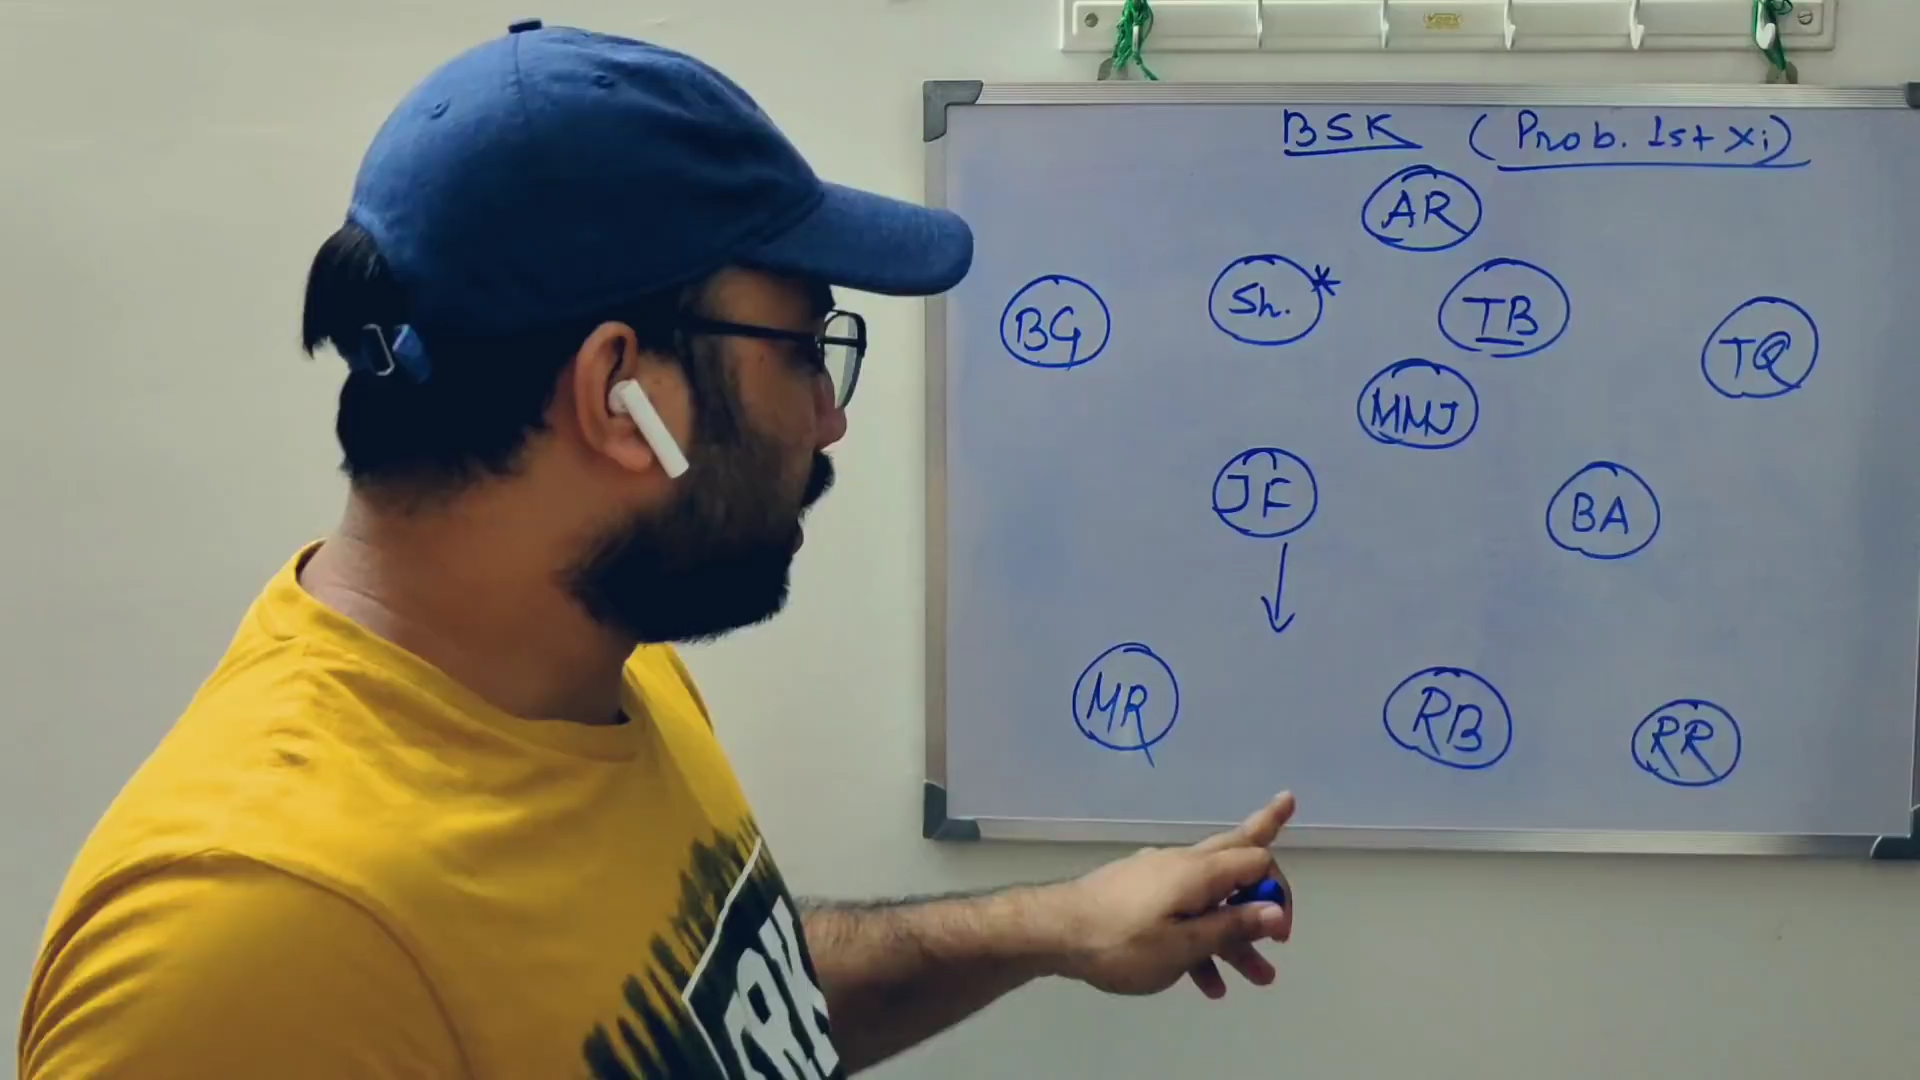 BSK (Prob. 1st Xi)
AR
BG Sh.* TB TQ
MMJ
JF BA
MR RB RR